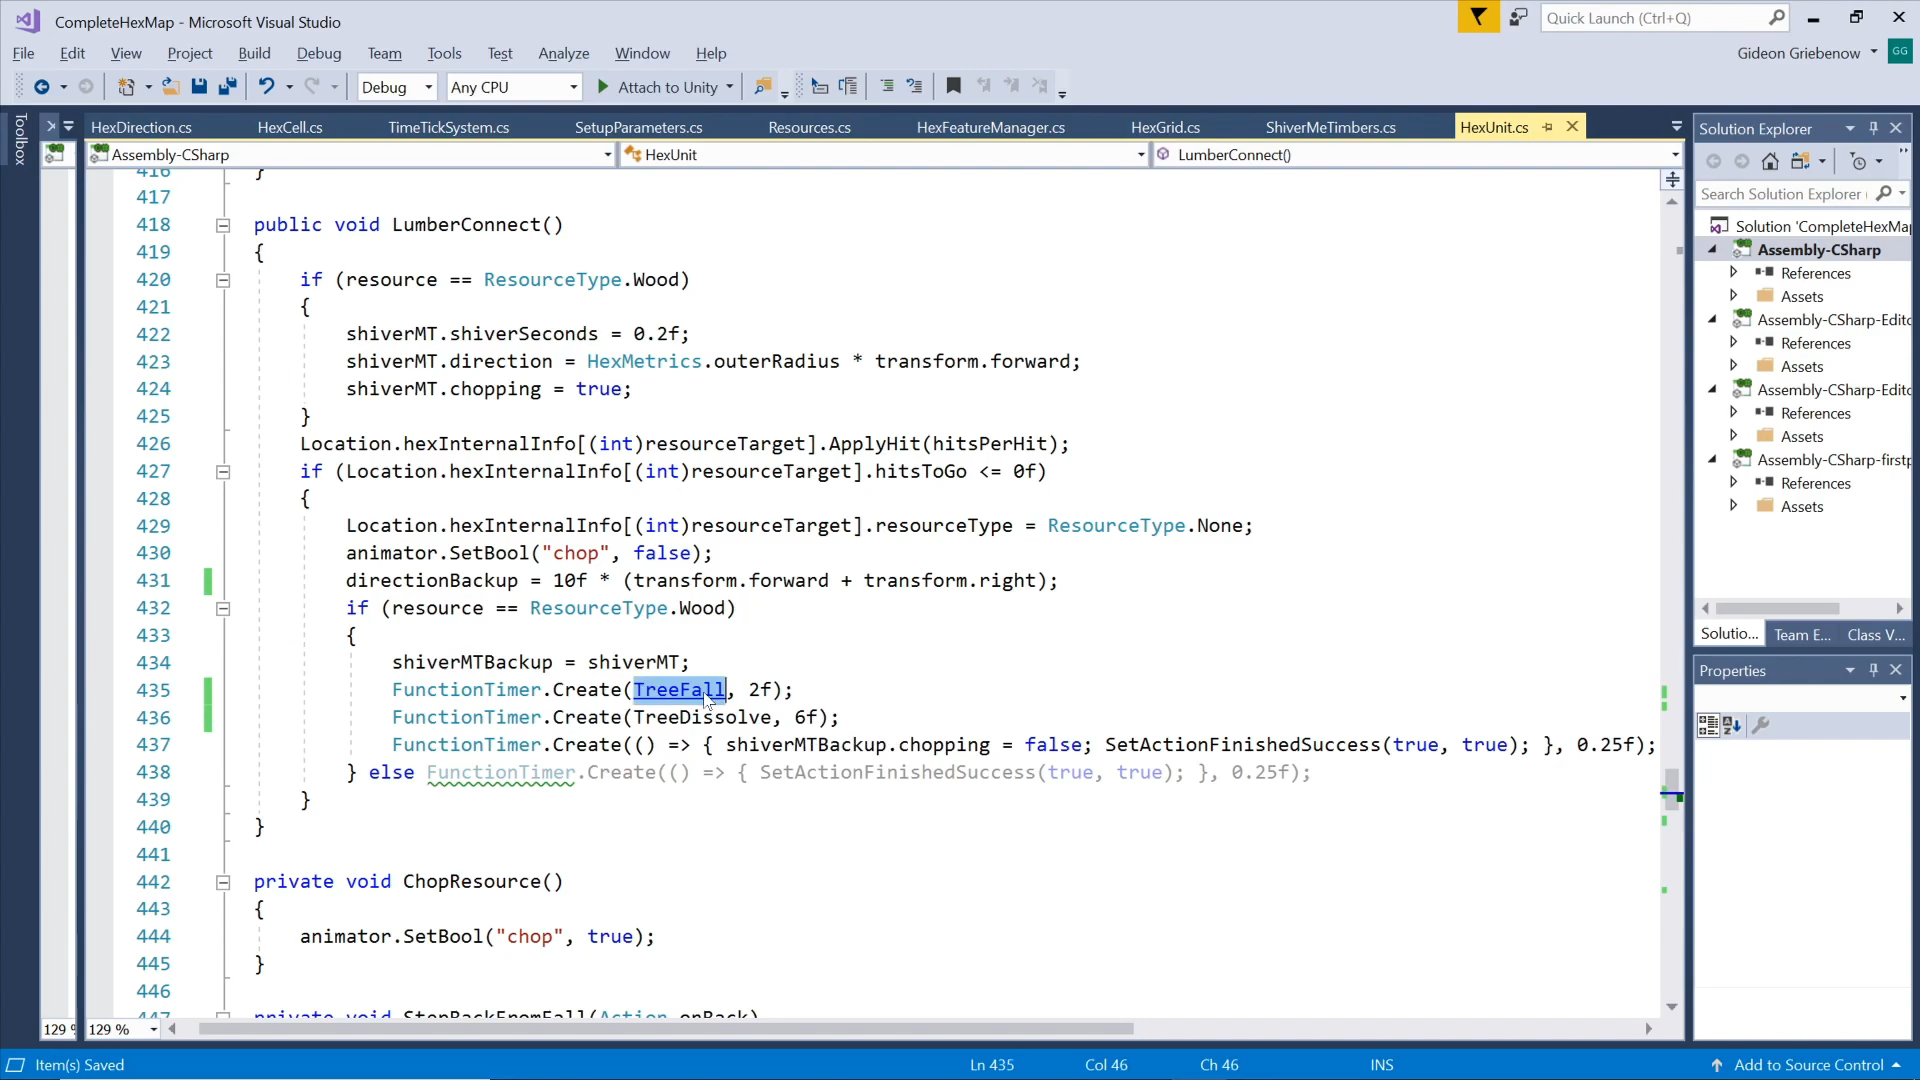 CompleteHexMap - Microsoft Visual Studio
Quick Launch (Ctrl+Q)
File Edit View Project Build Debug Team Tools Test Analyze Window Help
Gideon Griebenow GG
Debug Any CPU Attach to Unity
Toolbox
HexDirection.cs HexCell.cs TimeTickSystem.cs SetupParameters.cs Resources.cs HexFeatureManager.cs HexGrid.cs ShiverMeTimbers.cs HexUnit.cs
Assembly-CSharp HexUnit LumberConnect()
416 }
417
418 public void LumberConnect()
419 {
420 if (resource == ResourceType.Wood)
421 {
422 shiverMT.shiverSeconds = 0.2f;
423 shiverMT.direction = HexMetrics.outerRadius * transform.forward;
424 shiverMT.chopping = true;
425 }
426 Location.hexInternalInfo[(int)resourceTarget].ApplyHit(hitsPerHit);
427 if (Location.hexInternalInfo[(int)resourceTarget].hitsToGo <= 0f)
428 {
429 Location.hexInternalInfo[(int)resourceTarget].resourceType = ResourceType.None;
430 animator.SetBool("chop", false);
431 directionBackup = 10f * (transform.forward + transform.right);
432 if (resource == ResourceType.Wood)
433 {
434 shiverMTBackup = shiverMT;
435 FunctionTimer.Create(TreeFall, 2f);
436 FunctionTimer.Create(TreeDissolve, 6f);
437 FunctionTimer.Create(() => { shiverMTBackup.chopping = false; SetActionFinishedSuccess(true, true); }, 0.25f);
438 } else FunctionTimer.Create(() => { SetActionFinishedSuccess(true, true); }, 0.25f);
439 }
440 }
441
442 private void ChopResource()
443 {
444 animator.SetBool("chop", true);
445 }
446
447 private void StepBackFromFall(Action onBack)
129 % 129 %
Solution Explorer
Search Solution Explorer (
Solution 'CompleteHexMap
Assembly-CSharp
References
Assets
Assembly-CSharp-Edito
References
Assets
Assembly-CSharp-Edito
References
Assets
Assembly-CSharp-firstp
References
Assets
Solutio... Team E... Class V...
Properties
Item(s) Saved Ln 435 Col 46 Ch 46 INS Add to Source Control